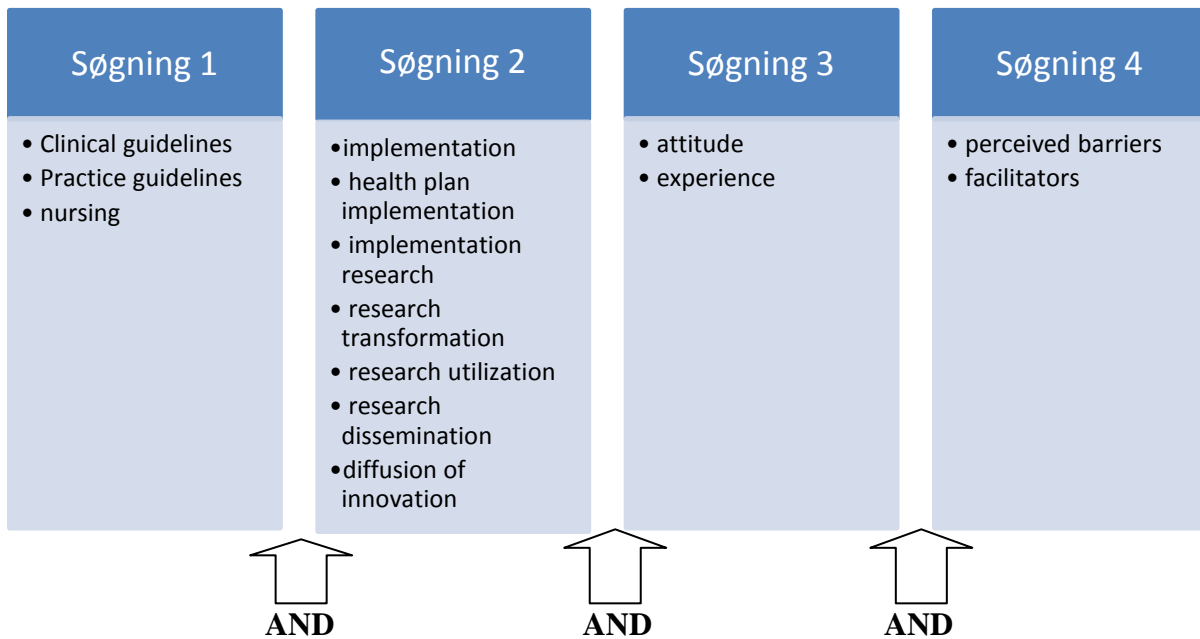 Søgning 1
• Clinical guidelines
• Practice guidelines
• nursing
Søgning 2
•implementation
• health plan
implementation
• implementation
research
• research
transformation
• research utilization
• research
dissemination
•diffusion of
innovation
Søgning 3
• attitude
• experience
Søgning 4
• perceived barriers
• facilitators
AND
AND
AND